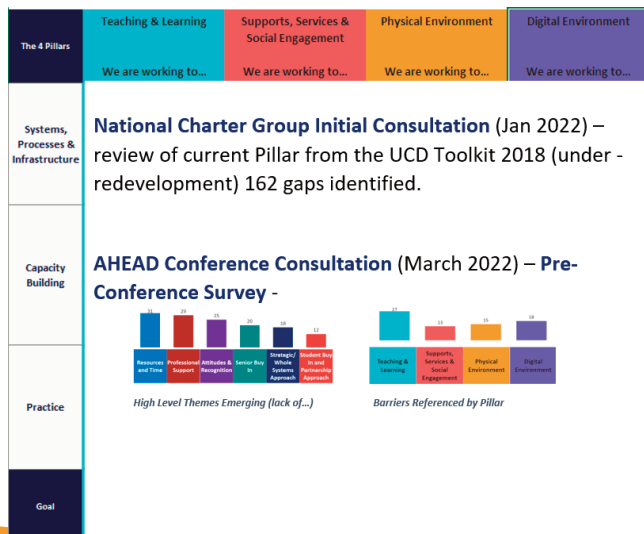 The 4 Pillars
Teaching & Learning
We are working to...
Supports, Services &
Social Engagement
We are working to...
Physical Environment
We are working to...
Digital Environment
We are working to...
Systems,
Processes &
Infrastructure
National Charter Group Initial Consultation (Jan 2022) –
review of current Pillar from the UCD Toolkit 2018 (under -
redevelopment) 162 gaps identified.
Capacity
Building
AHEAD Conference Consultation (March 2022) – Pre-
Conference Survey -
31
29
25
20
18
12
Resources
and Time
Professional
Support
Attitudes &
Recognition
Senior Buy
In
Strategic/
Whole
Systems
Approach
Student Buy
In and
Partnership
Approach
High Level Themes Emerging (lack of...)
27
13
15
18
Teaching &
Learning
Supports,
Services &
Social
Engagement
Physical
Environment
Digital
Environment
Barriers Referenced by Pillar
Practice
Goal